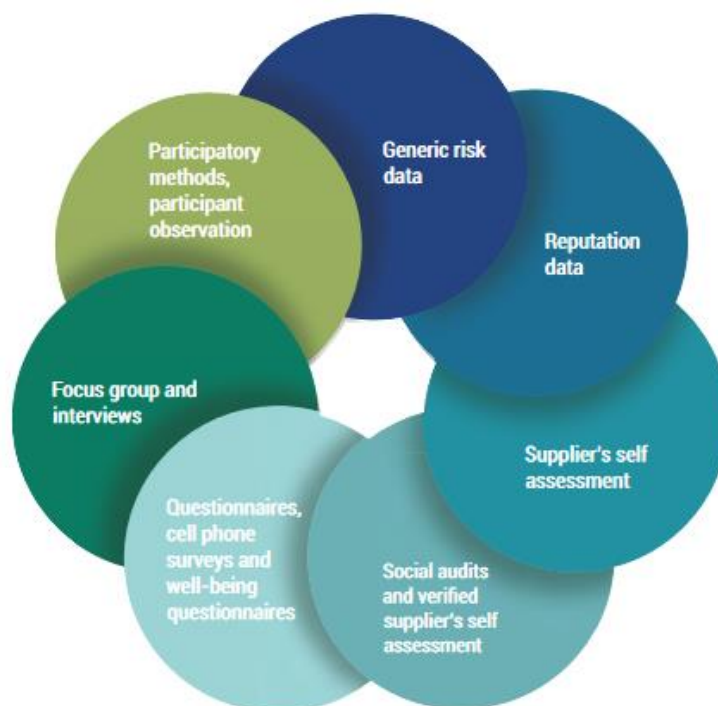 Generic risk
data
Reputation
data
Supplier's self
assessment
Social audits
and verified
supplier's self
assessment
Questionnaires,
cell phone
surveys and
well-being
questionnaires
Focus group and
interviews
Participatory
methods,
participant
observation